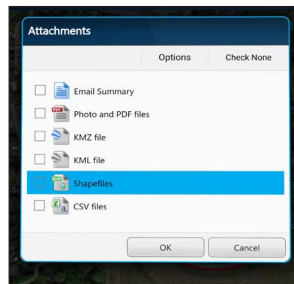 Attachments
Options Check None
Email Summary
Photo and PDF files
KMZ file
KML file
Shapefiles
CSV files
OK Cancel